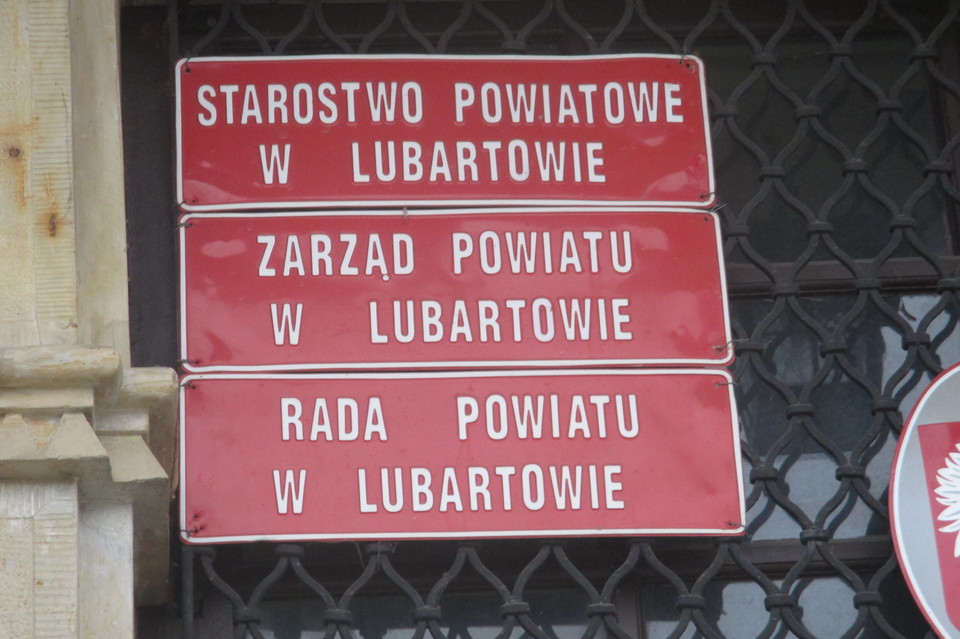 STAROSTWO POWIATOWE
W LUBARTOWIE
ZARZĄD POWIATU
W LUBARTOWIE
RADA POWIATU
W LUBARTOWIE